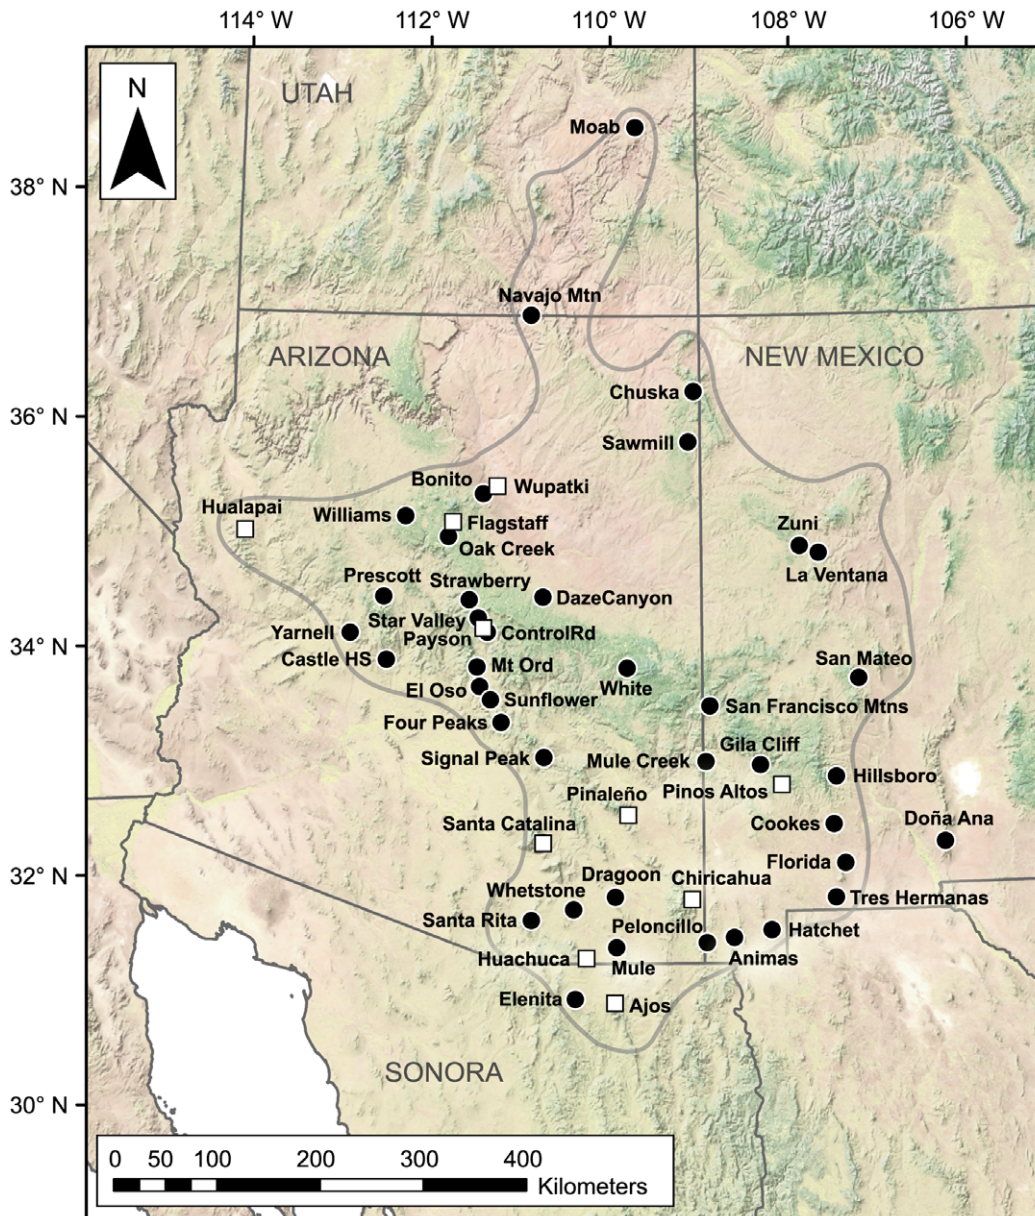 114° W 112° W 110° W 108° W 106° W
N
UTAH
Moab
38° N
Navajo Mtn
ARIZONA NEW MEXICO
Chuska
36° N
Sawmill
Bonito
Wupatki
Hualapai
Williams
Flagstaff
Zuni
Oak Creek
La Ventana
Prescott
Strawberry
DazeCanyon
Star Valley
Yarnell
Payson
ControlRd
34° N
Castle HS
Mt Ord
San Mateo
El Oso
White
Sunflower
San Francisco Mtns
Four Peaks
Gila Cliff
Signal Peak
Mule Creek
Hillsboro
Pinaleño
Pinos Altos
Santa Catalina
Cookes
Doña Ana
Florida
32° N
Dragoon
Chiricahua
Whetstone
Tres Hermanas
Santa Rita
Peloncillo
Hatchet
Huachuca
Mule
Animas
Elenita
Ajos
SONORA
30° N
0 50 100 200 300 400
Kilometers